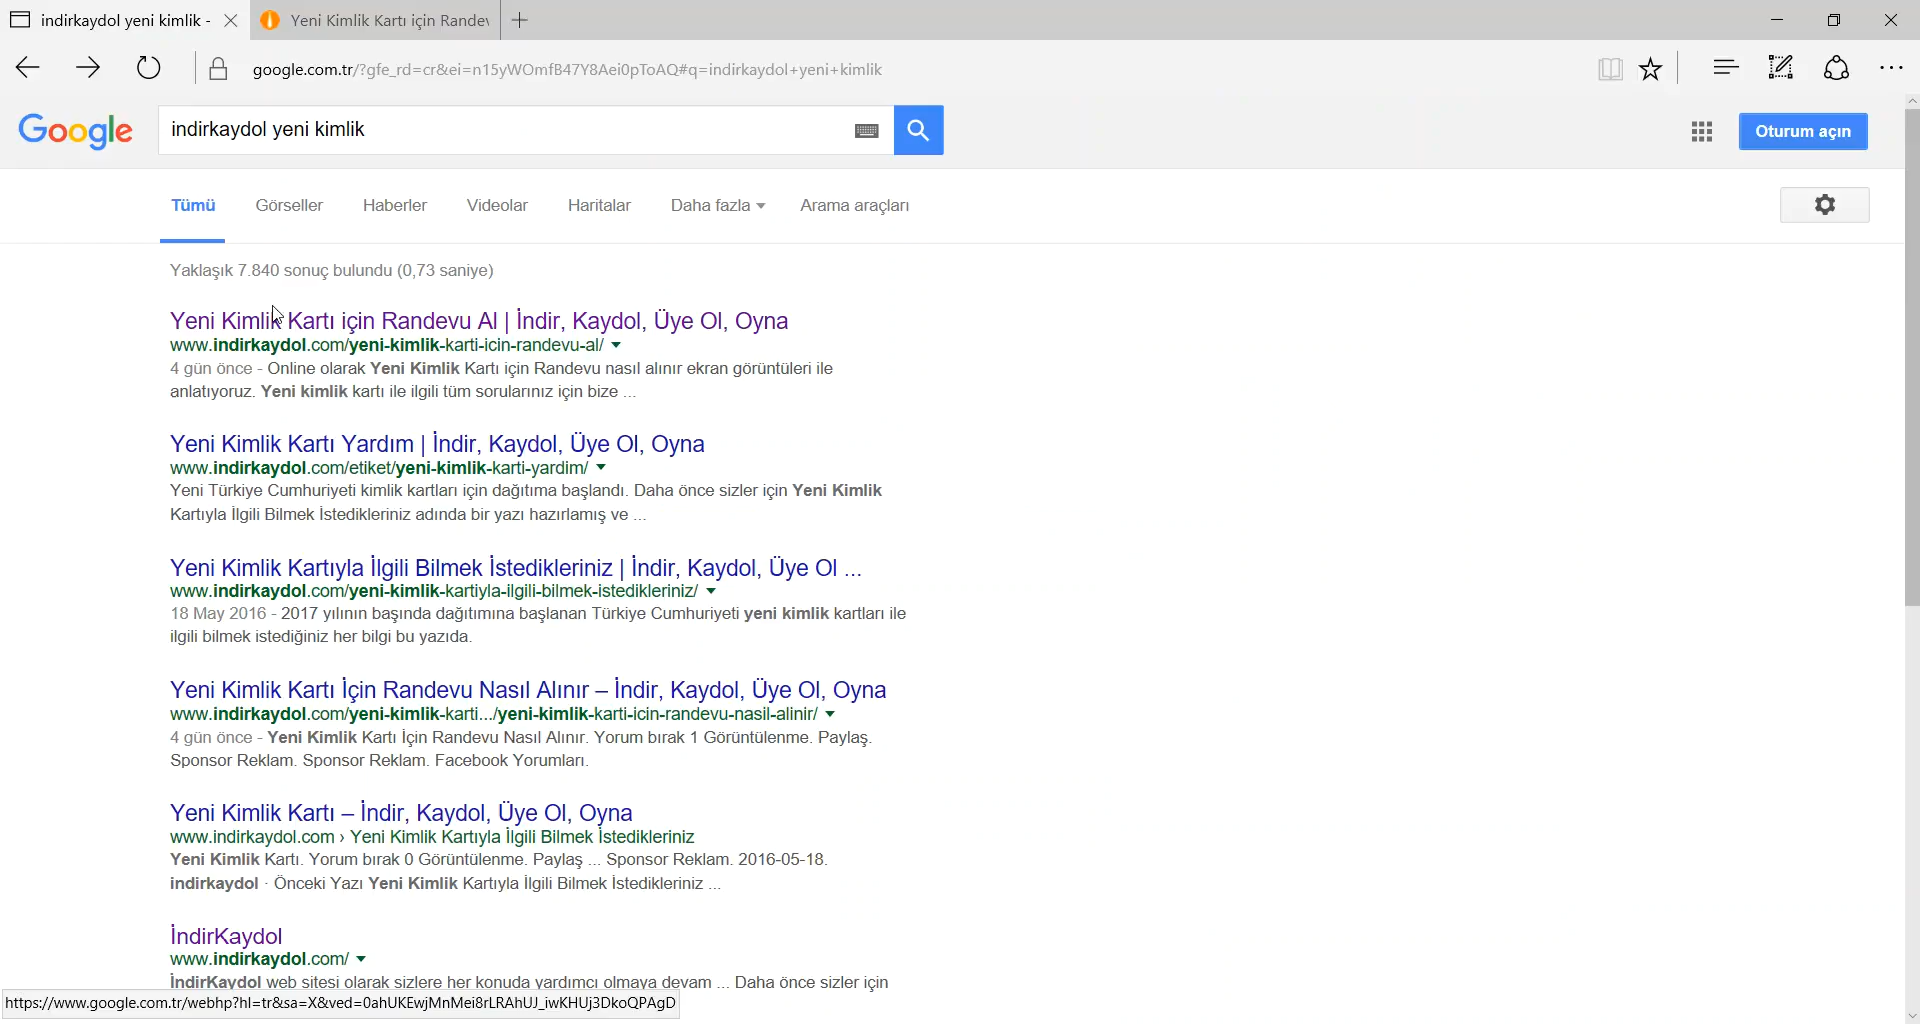 indirkaydol yeni kimlik -
Yeni Kimlik Kartı için Randev
google.com.tr/?gfe_rd=cr&ei=n15yWOmfB47Y8Aei0pToAQ#q=indirkaydol+yeni+kimlik
Google
indirkaydol yeni kimlik
Oturum açın
Tümü Görseller Haberler Videolar Haritalar Daha fazla Arama araçları
Yaklaşık 7.840 sonuç bulundu (0,73 saniye)
Yeni Kimlik Kartı için Randevu Al | İndir, Kaydol, Üye Ol, Oyna
www.indirkaydol.com/yeni-kimlik-karti-icin-randevu-al/
4 gün önce - Online olarak Yeni Kimlik Kartı için Randevu nasıl alınır ekran görüntüleri ile
anlatıyoruz. Yeni kimlik kartı ile ilgili tüm sorularınız için bize ...
Yeni Kimlik Kartı Yardım | İndir, Kaydol, Üye Ol, Oyna
www.indirkaydol.com/etiket/yeni-kimlik-karti-yardim/
Yeni Türkiye Cumhuriyeti kimlik kartları için dağıtıma başlandı. Daha önce sizler için Yeni Kimlik
Kartıyla İlgili Bilmek İstedikleriniz adında bir yazı hazırlamış ve ...
Yeni Kimlik Kartıyla İlgili Bilmek İstedikleriniz | İndir, Kaydol, Üye Ol ...
www.indirkaydol.com/yeni-kimlik-kartiyla-ilgili-bilmek-istedikleriniz/
18 May 2016 - 2017 yılının başında dağıtımına başlanan Türkiye Cumhuriyeti yeni kimlik kartları ile
ilgili bilmek istediğiniz her bilgi bu yazıda.
Yeni Kimlik Kartı İçin Randevu Nasıl Alınır – İndir, Kaydol, Üye Ol, Oyna
www.indirkaydol.com/yeni-kimlik-karti.../yeni-kimlik-karti-icin-randevu-nasil-alinir/
4 gün önce - Yeni Kimlik Kartı İçin Randevu Nasıl Alınır. Yorum bırak 1 Görüntülenme. Paylaş.
Sponsor Reklam. Sponsor Reklam. Facebook Yorumları.
Yeni Kimlik Kartı – İndir, Kaydol, Üye Ol, Oyna
www.indirkaydol.com › Yeni Kimlik Kartıyla İlgili Bilmek İstedikleriniz
Yeni Kimlik Kartı. Yorum bırak 0 Görüntülenme. Paylaş ... Sponsor Reklam. 2016-05-18.
indirkaydol · Önceki Yazı Yeni Kimlik Kartıyla İlgili Bilmek İstedikleriniz ...
İndirKaydol
www.indirkaydol.com/
İndirKaydol web sitesi olarak sizlere her konuda yardımcı olmaya devam ... Daha önce sizler için
https://www.google.com.tr/webhp?hl=tr&sa=X&ved=0ahUKEwjMnMei8rLRAhUJ_iwKHUj3DkoQPAgD